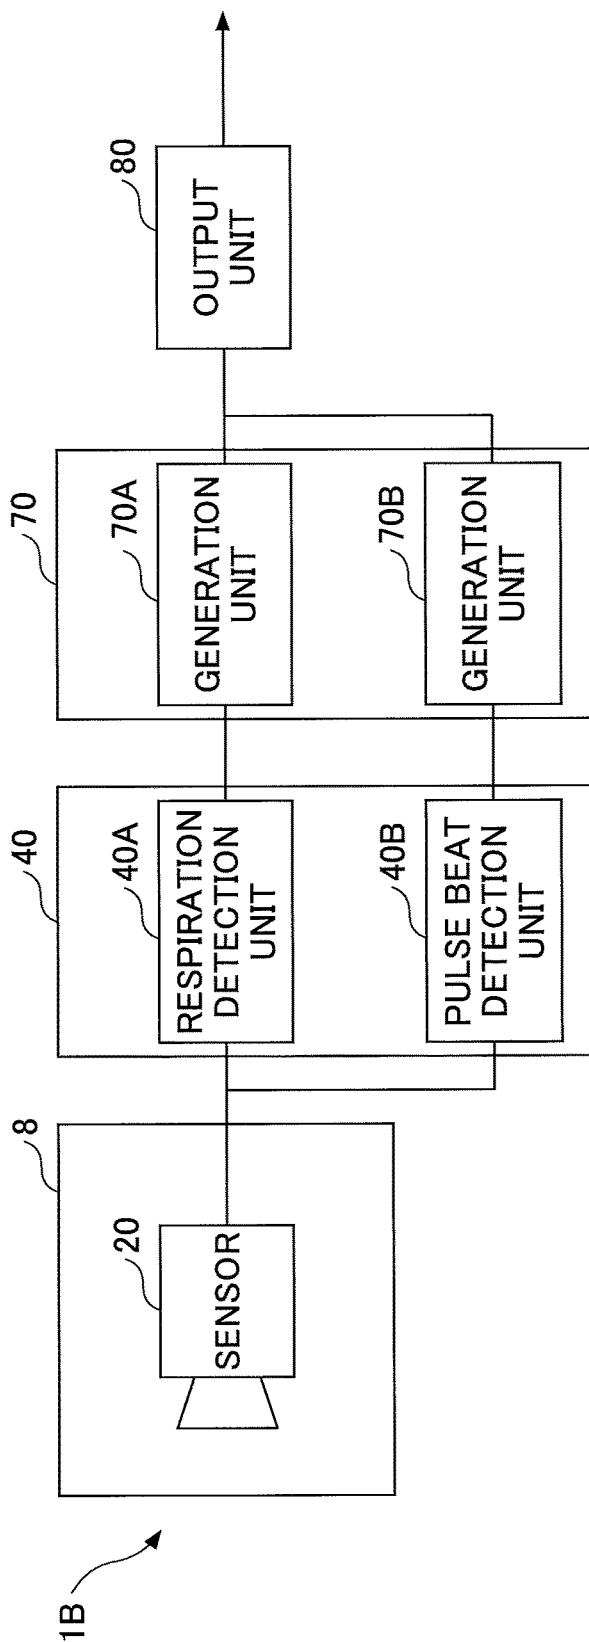 1B
8
20
SENSOR
40
40A
RESPIRATION
DETECTION
UNIT
40B
PULSE BEAT
DETECTION
UNIT
70
70A
GENERATION
UNIT
70B
GENERATION
UNIT
80
OUTPUT
UNIT